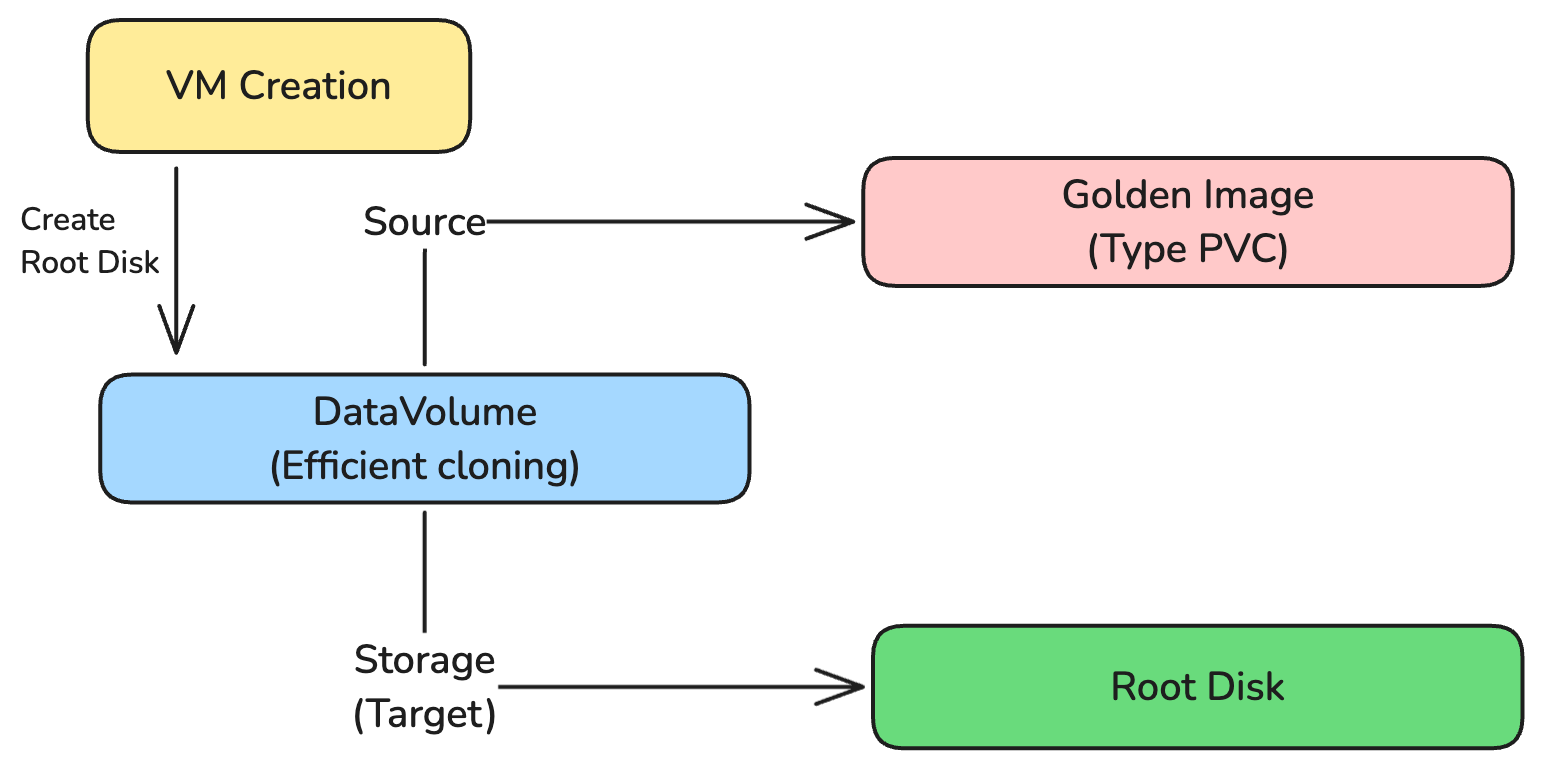 VM Creation
Create
Root Disk
Source
Golden Image
(Type PVC)
DataVolume
(Efficient cloning)
Storage
(Target)
Root Disk